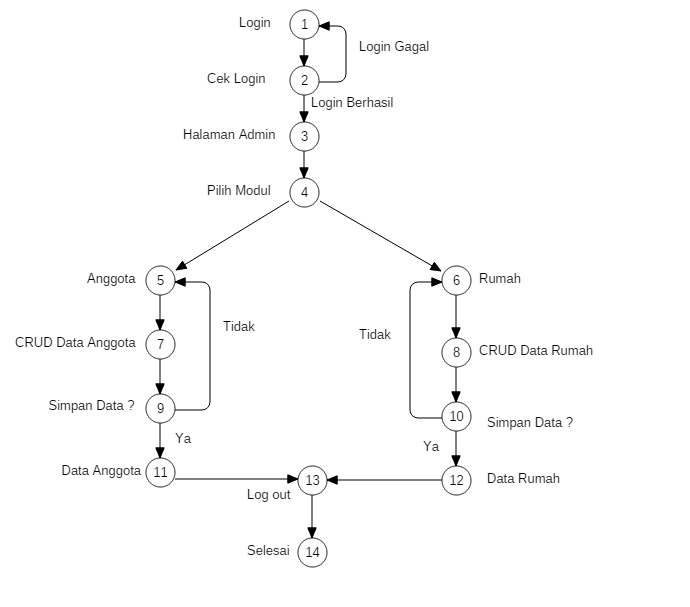 Login
1
Login Gagal
Cek Login
2
Login Berhasil
Halaman Admin
3
Pilih Modul
4
Anggota
5
6
Rumah
Tidak
Tidak
CRUD Data Anggota
7
8
CRUD Data Rumah
Simpan Data ?
9
10
Simpan Data ?
Ya
Ya
Data Anggota
11
13
12
Data Rumah
Log out
Selesai
14